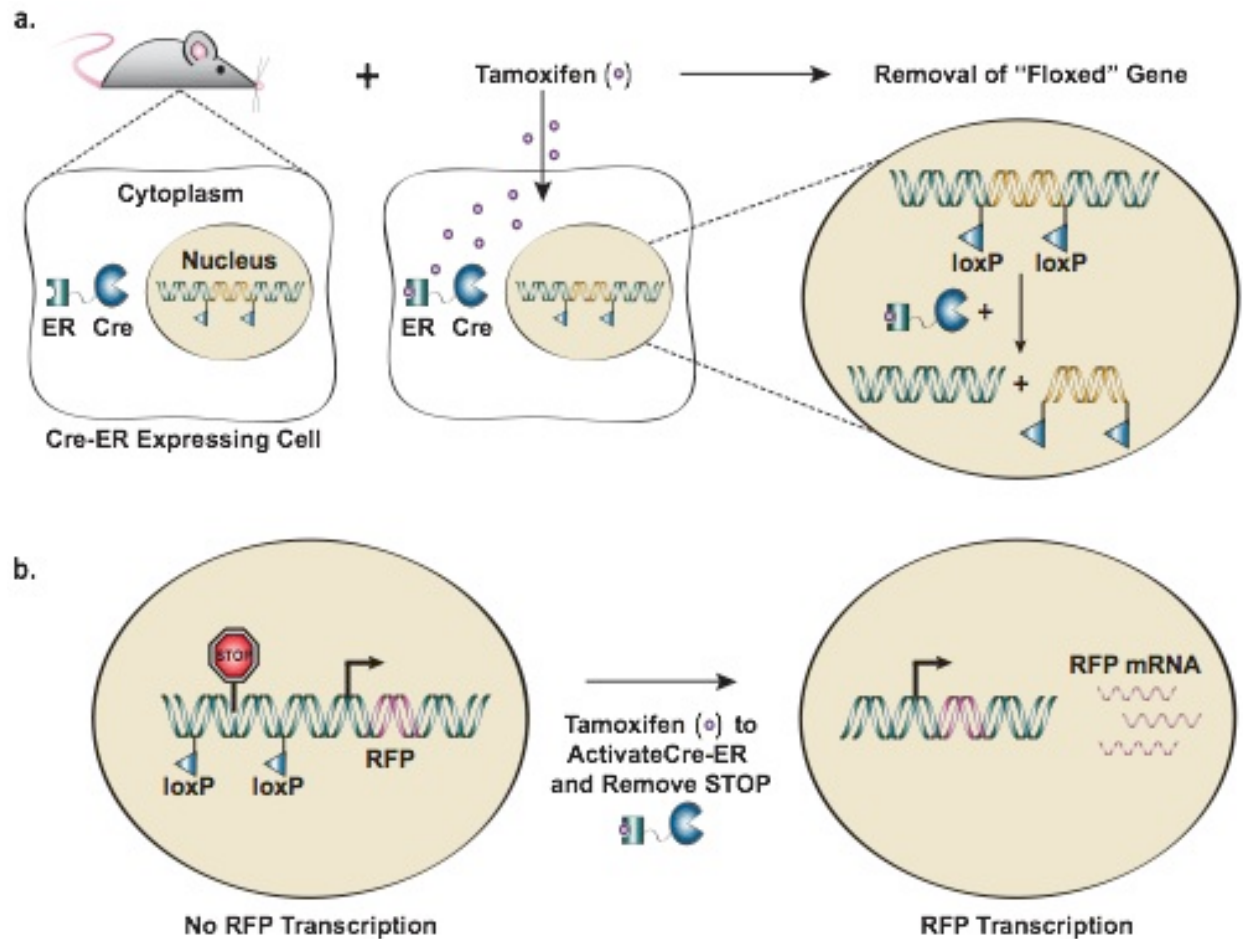 a.
+
Tamoxifen ( )
Removal of "Floxed" Gene
Cytoplasm
Nucleus
ER Cre
Cre-ER Expressing Cell
ER Cre
loxP loxP
+
+
b.
STOP
RFP
loxP loxP
No RFP Transcription
Tamoxifen ( ) to
ActivateCre-ER
and Remove STOP
RFP mRNA
RFP Transcription